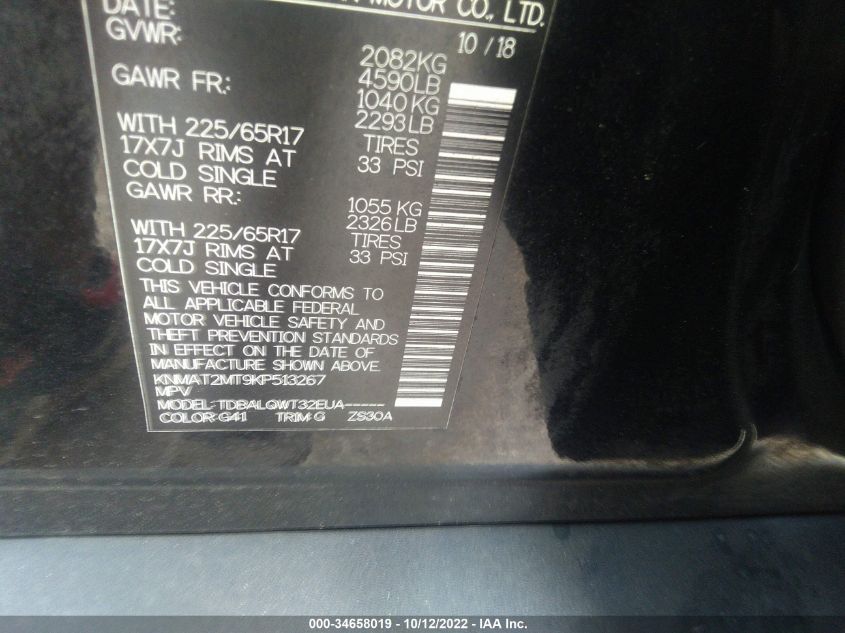 MOTOR CO., LTD.
DATE: 10 / 18
GVWR: 2082KG
4590LB
GAWR FR: 1040KG
2293LB
WITH 225/65R17 TIRES
17X7J RIMS AT 33 PSI
COLD SINGLE
GAWR RR: 1055 KG
2326LB
WITH 225/65R17 TIRES
17X7J RIMS AT 33 PSI
COLD SINGLE
THIS VEHICLE CONFORMS TO
ALL APPLICABLE FEDERAL
MOTOR VEHICLE SAFETY AND
THEFT PREVENTION STANDARDS
IN EFFECT ON THE DATE OF
MANUFACTURE SHOWN ABOVE.
KNMAT2MT9KP513267
MPV
MODEL: TDBALQWT32EUA-----
COLOR:G41 TRIM:G ZS30A
000-34658019 - 10/12/2022 - IAA Inc.